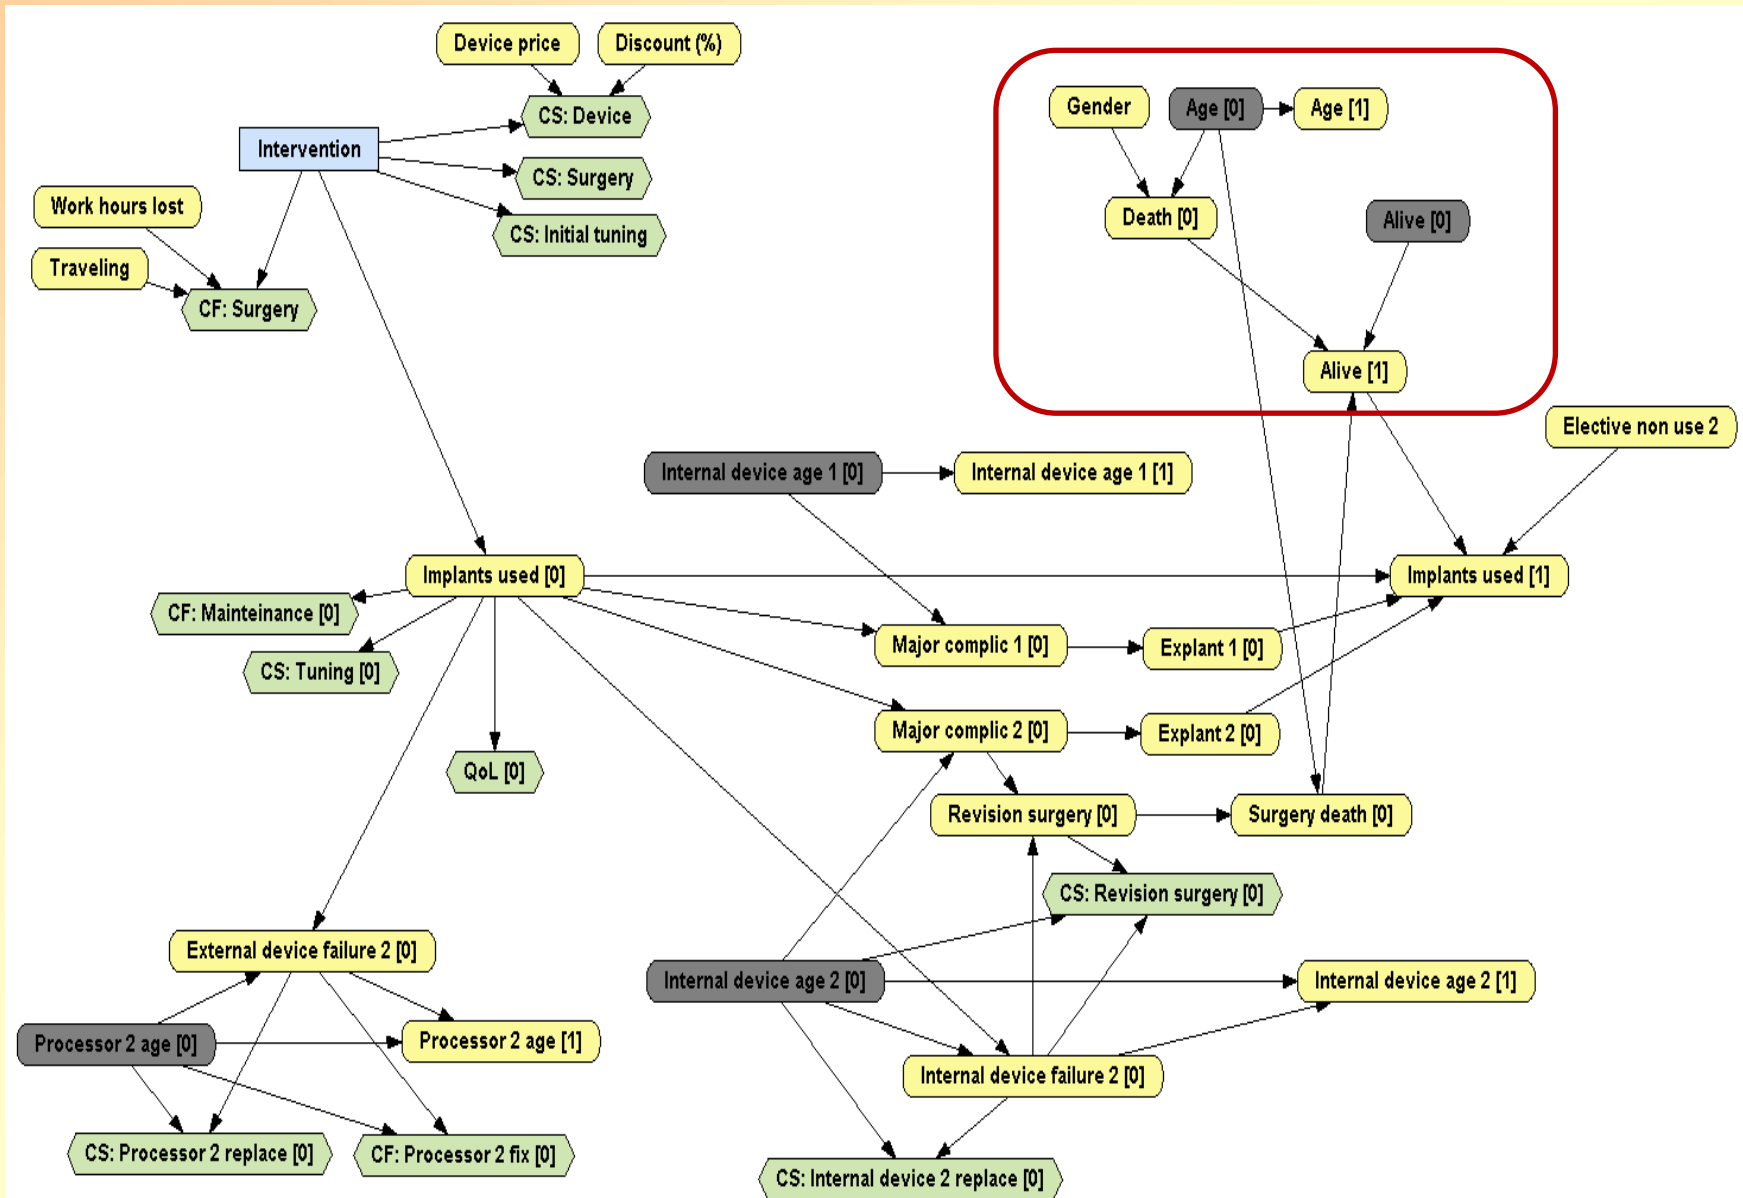 Device price
Discount (%)
CS: Device
Intervention
CS: Surgery
CS: Initial tuning
Work hours lost
Traveling
CF: Surgery
Gender
Age [0]
Age [1]
Death [0]
Alive [0]
Alive [1]
Elective non use 2
Internal device age 1 [0]
Internal device age 1 [1]
Implants used [0]
Implants used [1]
CF: Mainteinance [0]
CS: Tuning [0]
Major complic 1 [0]
Explant 1 [0]
Major complic 2 [0]
Explant 2 [0]
QoL [0]
Revision surgery [0]
Surgery death [0]
CS: Revision surgery [0]
External device failure 2 [0]
Internal device age 2 [0]
Internal device age 2 [1]
Processor 2 age [0]
Processor 2 age [1]
Internal device failure 2 [0]
CS: Processor 2 replace [0]
CF: Processor 2 fix [0]
CS: Internal device 2 replace [0]